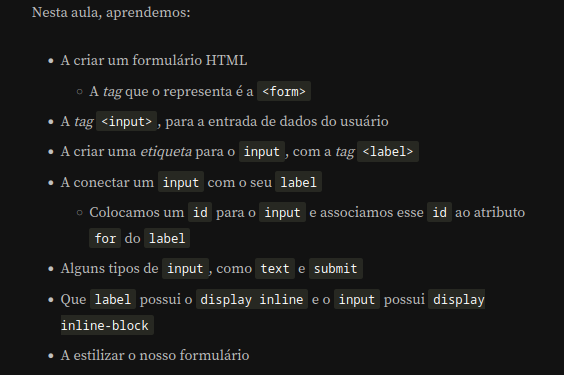 Nesta aula, aprendemos:
A criar um formulário HTML
A tag que o representa é a <form>
A tag <input>, para a entrada de dados do usuário
A criar uma etiqueta para o input, com a tag <label>
A conectar um input com o seu label
Colocamos um id para o input e associamos esse id ao atributo
for do label
Alguns tipos de input, como text e submit
Que label possui o display inline e o input possui display
inline-block
A estilizar o nosso formulário